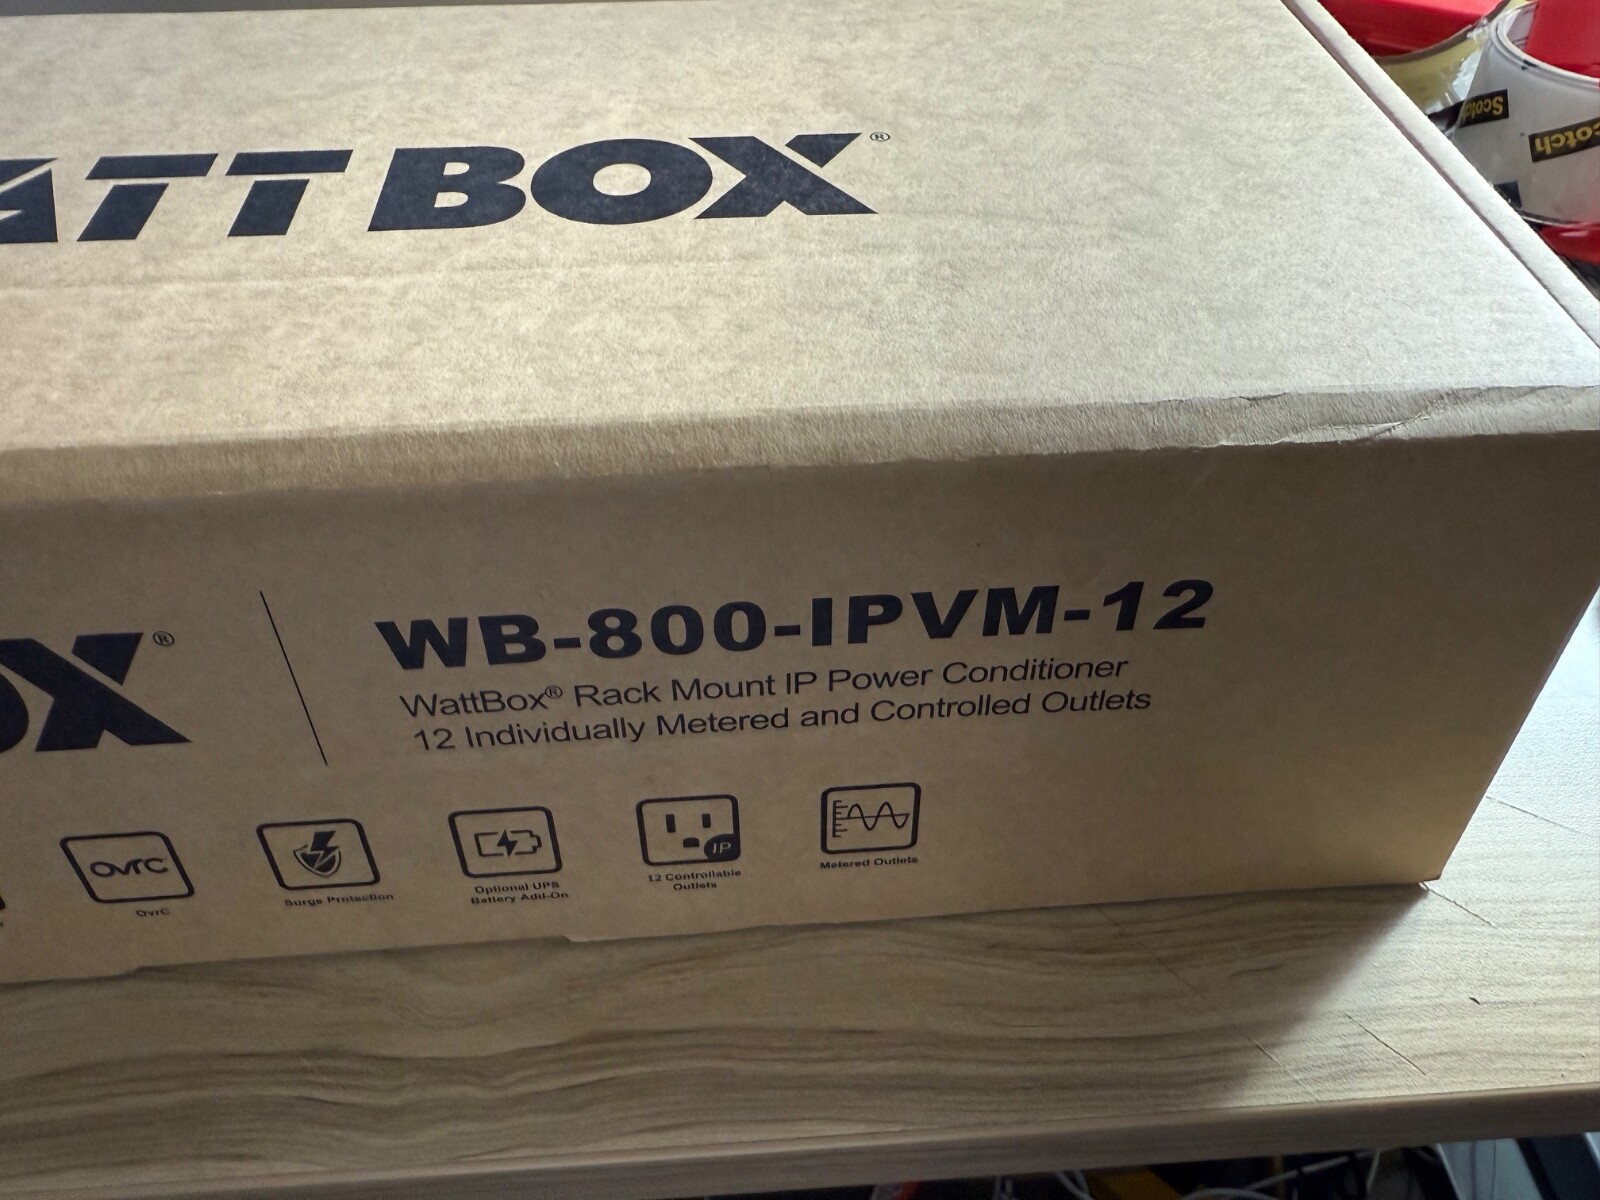 ATT BOX®
Scotch
cotch
OX®
WB-800-IPVM-12
WattBox® Rack Mount IP Power Conditioner
12 Individually Metered and Controlled Outlets
OvrC
OvrC
Surge Protection
Optional UPS
Battery Add-On
IP
12 Controllable
Outlets
Metered Outlets